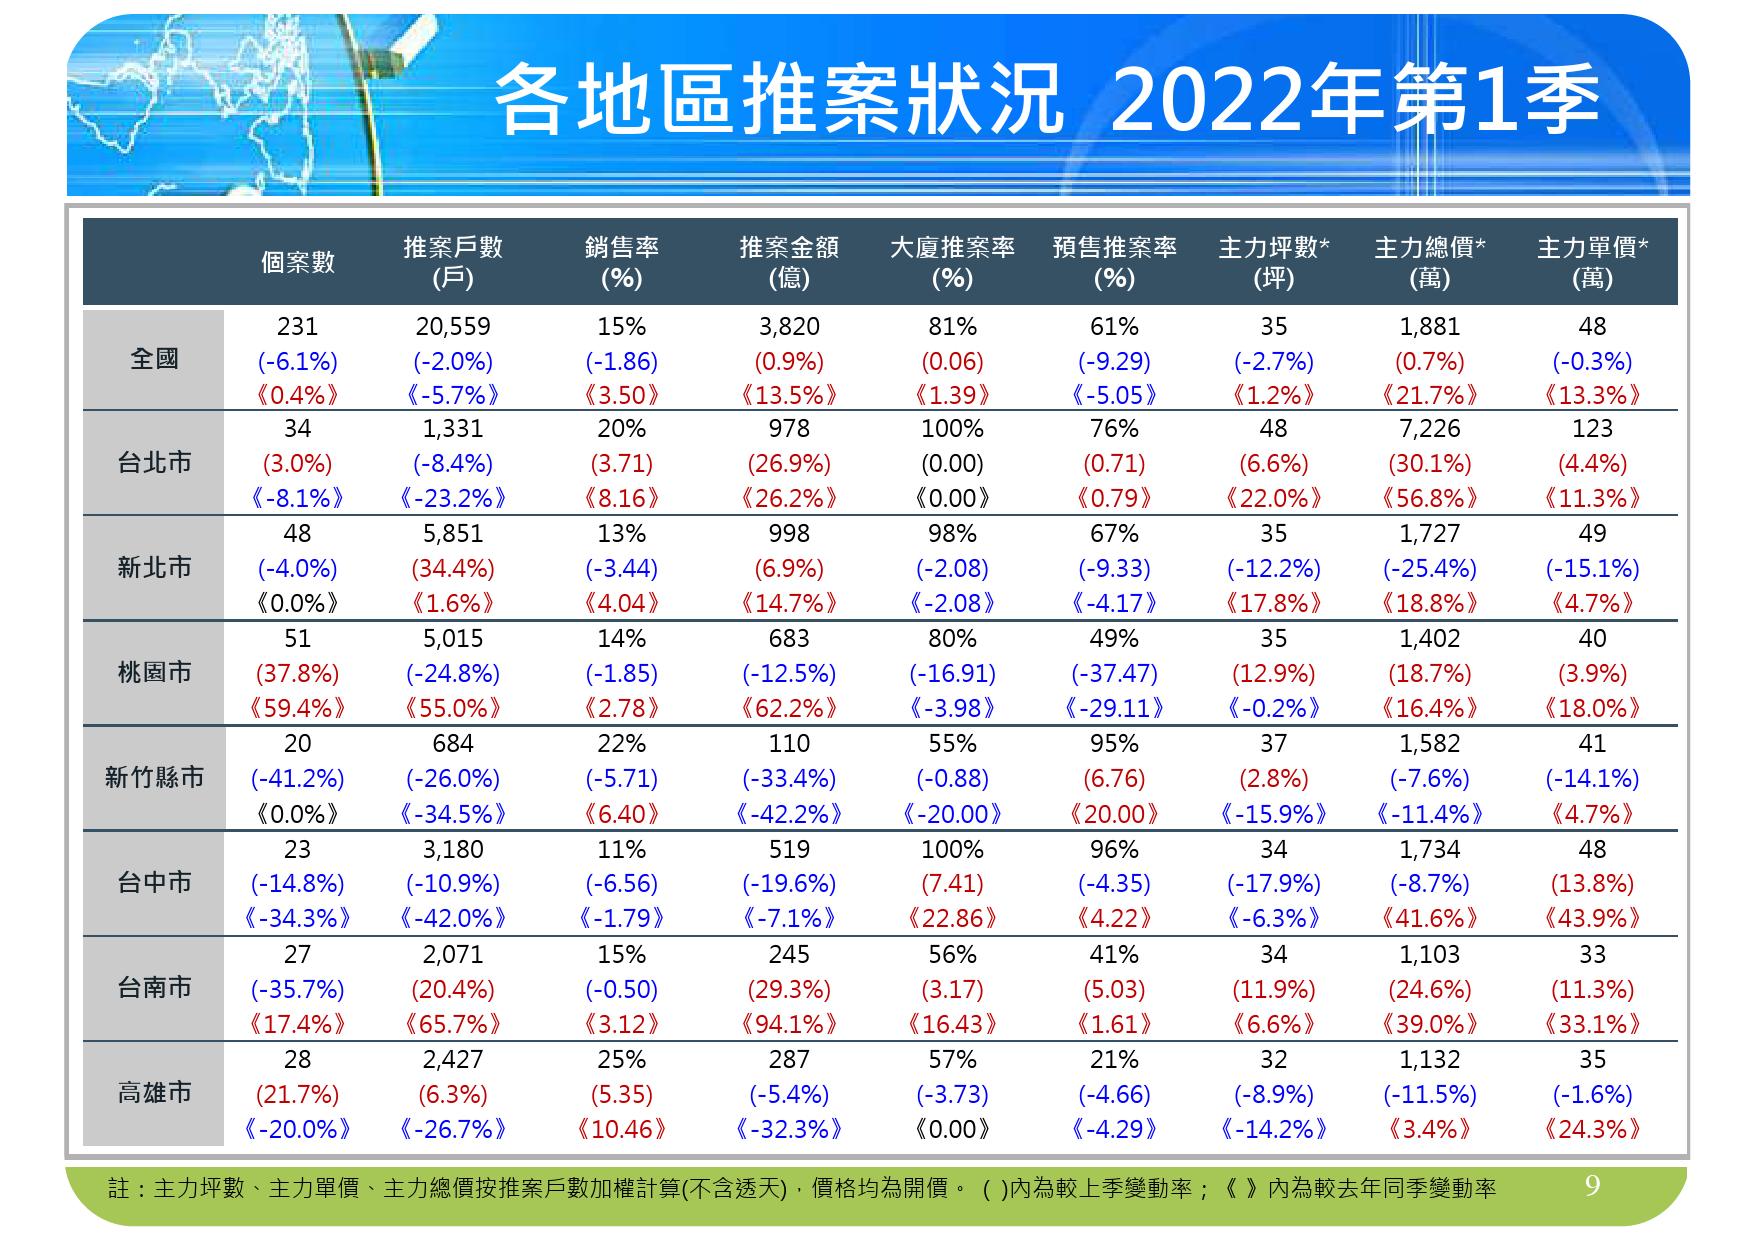 各地區推案狀況 2022年第1季
個案數 推案戶數(戶) 銷售率(%) 推案金額(億) 大廈推案率(%) 預售推案率(%) 主力坪數*(坪) 主力總價*(萬) 主力單價*(萬)
全國
231 20,559 15% 3,820 81% 61% 35 1,881 48
(-6.1%) (-2.0%) (-1.86) (0.9%) (0.06) (-9.29) (-2.7%) (0.7%) (-0.3%)
《0.4%》 《-5.7%》 《3.50》 《13.5%》 《1.39》 《-5.05》 《1.2%》 《21.7%》 《13.3%》
台北市
34 1,331 20% 978 100% 76% 48 7,226 123
(3.0%) (-8.4%) (3.71) (26.9%) (0.00) (0.71) (6.6%) (30.1%) (4.4%)
《-8.1%》 《-23.2%》 《8.16》 《26.2%》 《0.00》 《0.79》 《22.0%》 《56.8%》 《11.3%》
新北市
48 5,851 13% 998 98% 67% 35 1,727 49
(-4.0%) (34.4%) (-3.44) (6.9%) (-2.08) (-9.33) (-12.2%) (-25.4%) (-15.1%)
《0.0%》 《1.6%》 《4.04》 《14.7%》 《-2.08》 《-4.17》 《17.8%》 《18.8%》 《4.7%》
桃園市
51 5,015 14% 683 80% 49% 35 1,402 40
(37.8%) (-24.8%) (-1.85) (-12.5%) (-16.91) (-37.47) (12.9%) (18.7%) (3.9%)
《59.4%》 《55.0%》 《2.78》 《62.2%》 《-3.98》 《-29.11》 《-0.2%》 《16.4%》 《18.0%》
新竹縣市
20 684 22% 110 55% 95% 37 1,582 41
(-41.2%) (-26.0%) (-5.71) (-33.4%) (-0.88) (6.76) (2.8%) (-7.6%) (-14.1%)
《0.0%》 《-34.5%》 《6.40》 《-42.2%》 《-20.00》 《20.00》 《-15.9%》 《-11.4%》 《4.7%》
台中市
23 3,180 11% 519 100% 96% 34 1,734 48
(-14.8%) (-10.9%) (-6.56) (-19.6%) (7.41) (-4.35) (-17.9%) (-8.7%) (13.8%)
《-34.3%》 《-42.0%》 《-1.79》 《-7.1%》 《22.86》 《4.22》 《-6.3%》 《41.6%》 《43.9%》
台南市
27 2,071 15% 245 56% 41% 34 1,103 33
(-35.7%) (20.4%) (-0.50) (29.3%) (3.17) (5.03) (11.9%) (24.6%) (11.3%)
《17.4%》 《65.7%》 《3.12》 《94.1%》 《16.43》 《1.61》 《6.6%》 《39.0%》 《33.1%》
高雄市
28 2,427 25% 287 57% 21% 32 1,132 35
(21.7%) (6.3%) (5.35) (-5.4%) (-3.73) (-4.66) (-8.9%) (-11.5%) (-1.6%)
《-20.0%》 《-26.7%》 《10.46》 《-32.3%》 《0.00》 《-4.29》 《-14.2%》 《3.4%》 《24.3%》
註：主力坪數、主力單價、主力總價按推案戶數加權計算(不含透天)，價格均為開價。 ( )內為較上季變動率；《 》內為較去年同季變動率
9